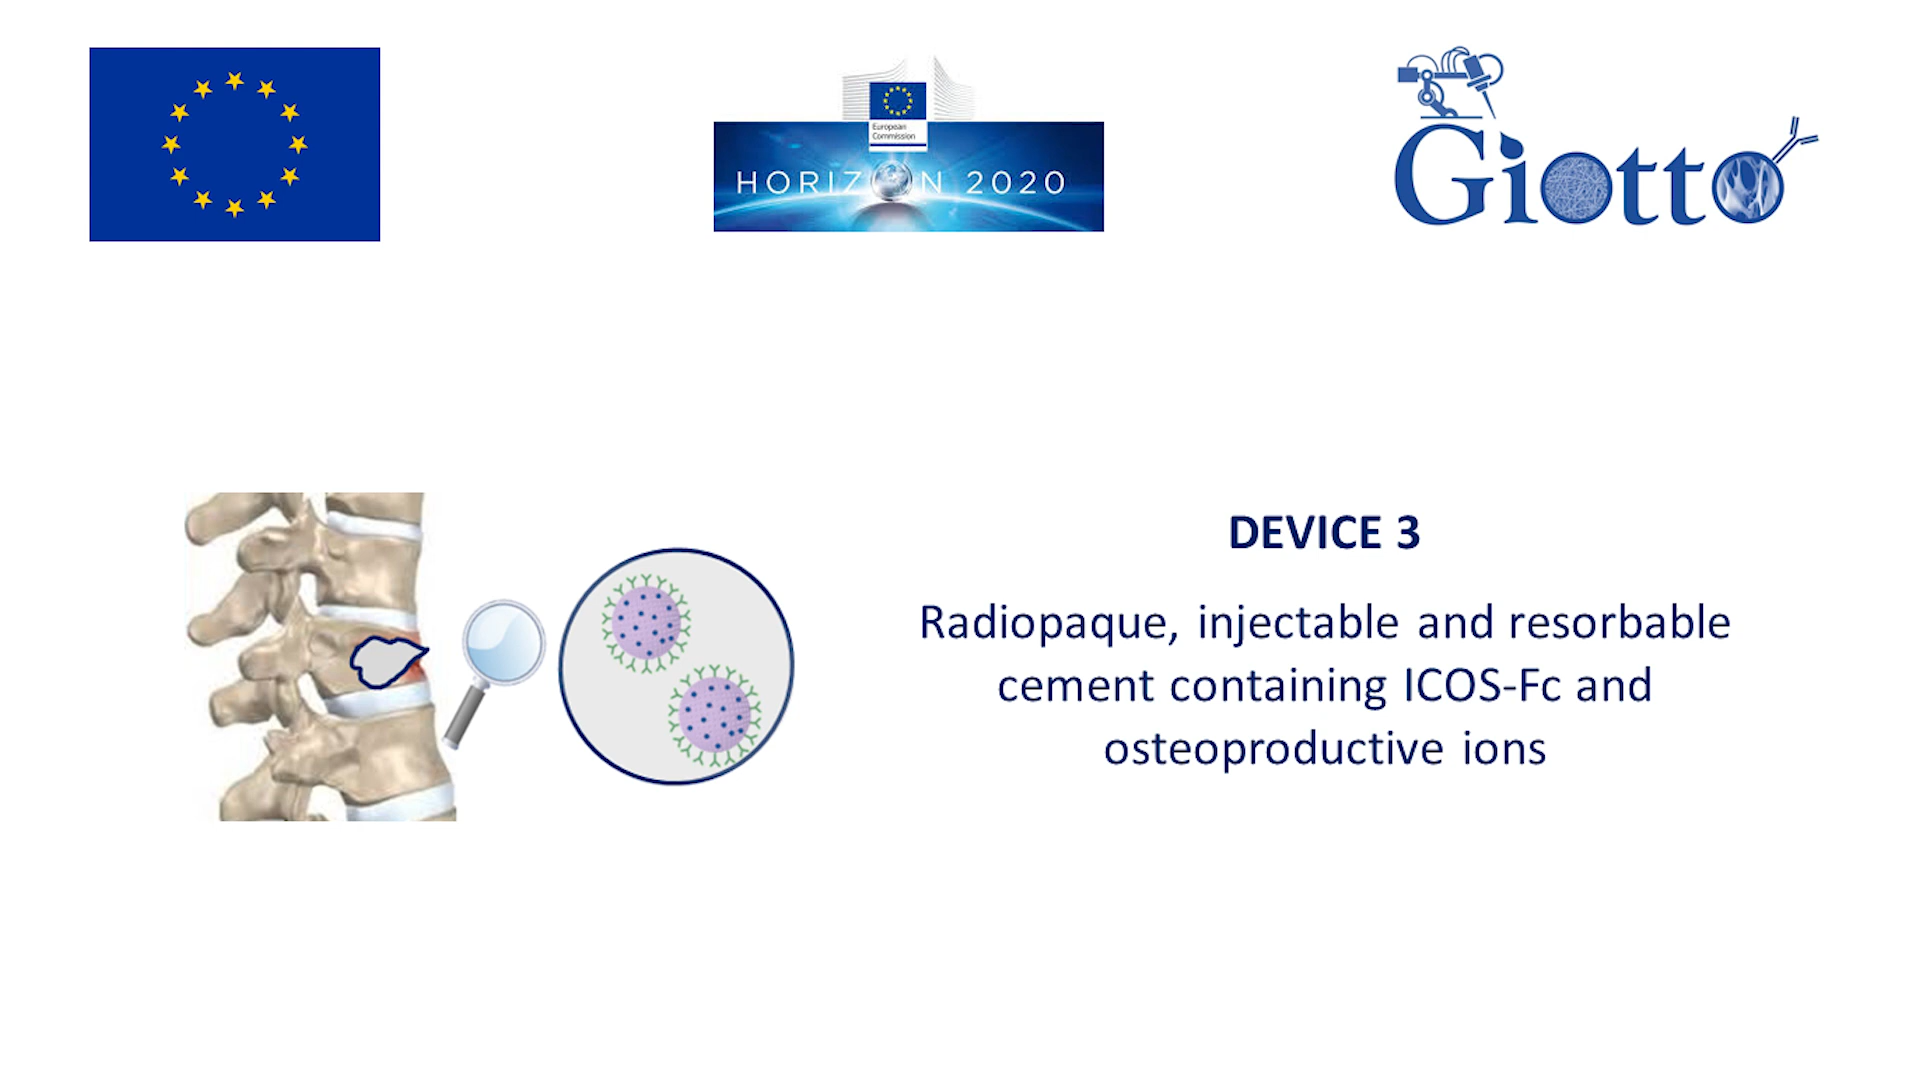 European
Commission
HORIZON 2020
Giotto
DEVICE 3
Radiopaque, injectable and resorbable
cement containing ICOS-Fc and
osteoproductive ions